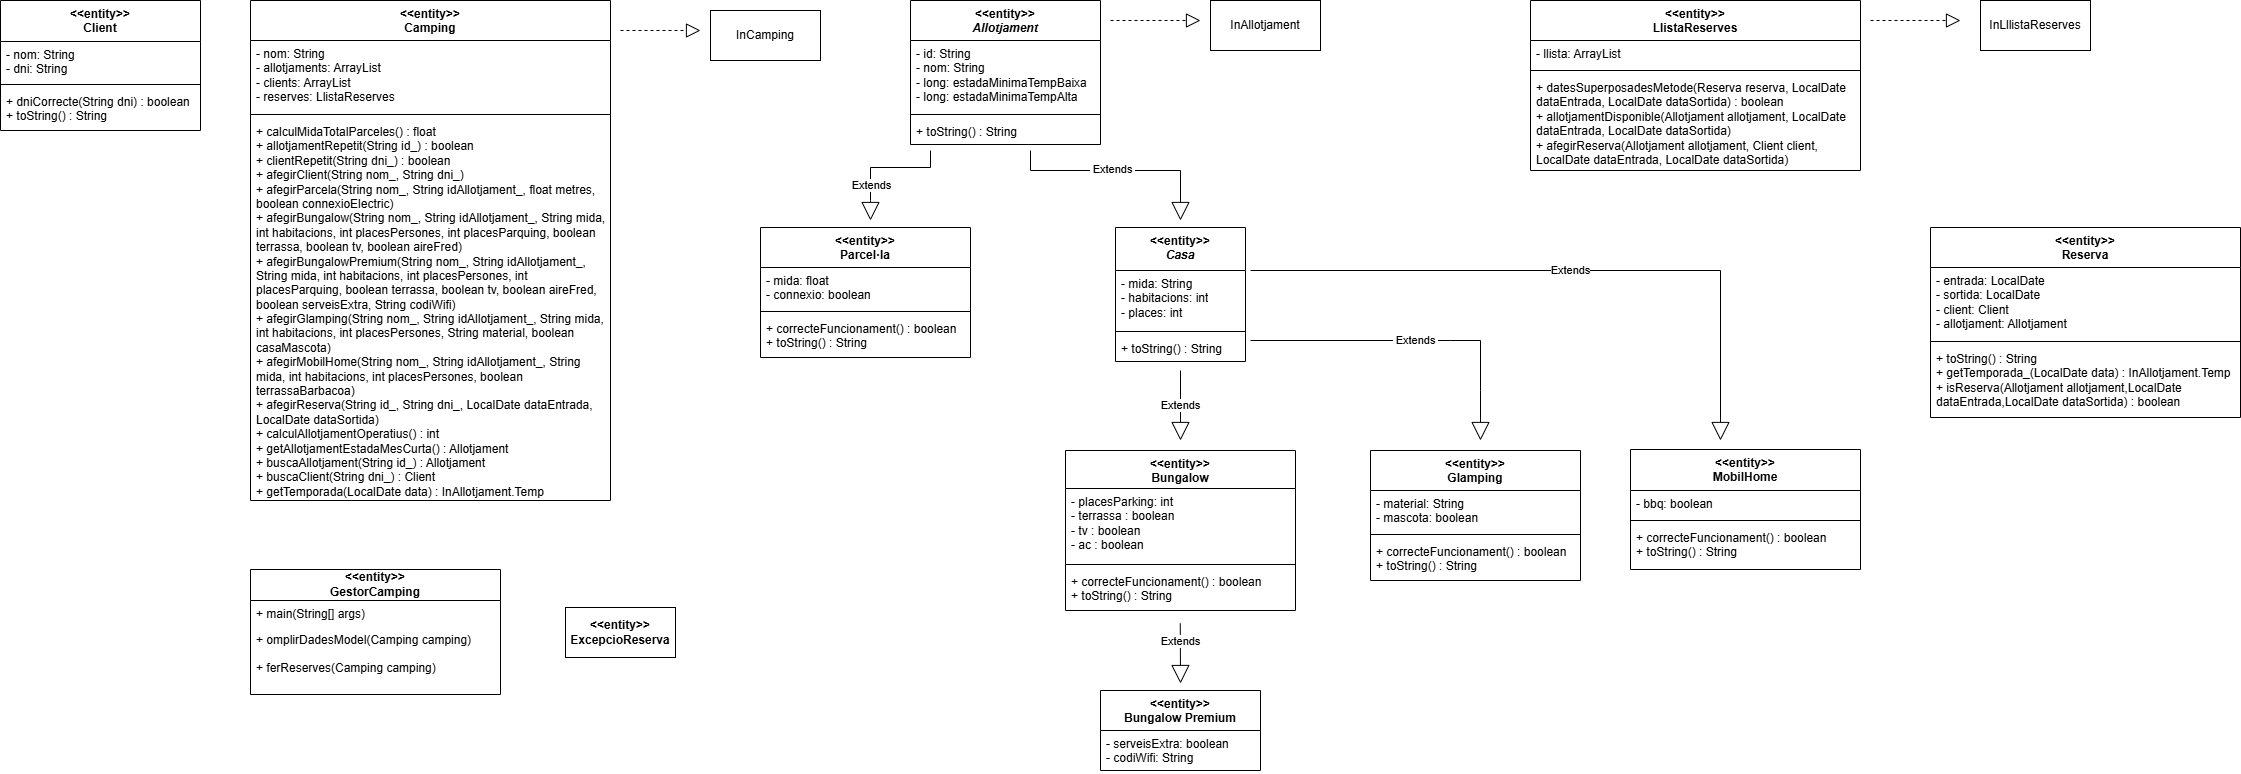 <<entity>>
Client
- nom: String
- dni: String
+ dniCorrecte(String dni) : boolean
+ toString() : String
<<entity>>
Camping
- nom: String
- allotjaments: ArrayList
- clients: ArrayList
- reserves: LlistaReserves
+ calculMidaTotalParceles() : float
+ allotjamentRepetit(String id_) : boolean
+ clientRepetit(String dni_) : boolean
+ afegirClient(String nom_, String dni_)
+ afegirParcela(String nom_, String idAllotjament_, float metres,
boolean connexioElectric)
+ afegirBungalow(String nom_, String idAllotjament_, String mida,
int habitacions, int placesPersones, int placesParquing, boolean
terrassa, boolean tv, boolean aireFred)
+ afegirBungalowPremium(String nom_, String idAllotjament_,
String mida, int habitacions, int placesPersones, int
placesParquing, boolean terrassa, boolean tv, boolean aireFred,
boolean serveisExtra, String codiWifi)
+ afegirGlamping(String nom_, String idAllotjament_, String mida,
int habitacions, int placesPersones, String material, boolean
casaMascota)
+ afegirMobilHome(String nom_, String idAllotjament_, String
mida, int habitacions, int placesPersones, boolean
terrassaBarbacoa)
+ afegirReserva(String id_, String dni_, LocalDate dataEntrada,
LocalDate dataSortida)
+ calculAllotjamentOperatius() : int
+ getAllotjamentEstadaMesCurta() : Allotjament
+ buscaAllotjament(String id_) : Allotjament
+ buscaClient(String dni_) : Client
+ getTemporada(LocalDate data) : InAllotjament.Temp
InCamping
<<entity>>
Allotjament
- id: String
- nom: String
- long: estadaMinimaTempBaixa
- long: estadaMinimaTempAlta
+ toString() : String
InAllotjament
<<entity>>
LlistaReserves
- llista: ArrayList
+ datesSuperposadesMetode(Reserva reserva, LocalDate
dataEntrada, LocalDate dataSortida) : boolean
+ allotjamentDisponible(Allotjament allotjament, LocalDate
dataEntrada, LocalDate dataSortida)
+ afegirReserva(Allotjament allotjament, Client client,
LocalDate dataEntrada, LocalDate dataSortida)
InLllistaReserves
Extends
Extends
<<entity>>
Parcel·la
- mida: float
- connexio: boolean
+ correcteFuncionament() : boolean
+ toString() : String
<<entity>>
Casa
- mida: String
- habitacions: int
- places: int
+ toString() : String
Extends
Extends
Extends
<<entity>>
Reserva
- entrada: LocalDate
- sortida: LocalDate
- client: Client
- allotjament: Allotjament
+ toString() : String
+ getTemporada_(LocalDate data) : InAllotjament.Temp
+ isReserva(Allotjament allotjament,LocalDate
dataEntrada,LocalDate dataSortida) : boolean
<<entity>>
Bungalow
- placesParking: int
- terrassa : boolean
- tv : boolean
- ac : boolean
+ correcteFuncionament() : boolean
+ toString() : String
<<entity>>
Glamping
- material: String
- mascota: boolean
+ correcteFuncionament() : boolean
+ toString() : String
<<entity>>
MobilHome
- bbq: boolean
+ correcteFuncionament() : boolean
+ toString() : String
<<entity>>
GestorCamping
+ main(String[] args)
+ omplirDadesModel(Camping camping)
+ ferReserves(Camping camping)
<<entity>>
ExcepcioReserva
Extends
<<entity>>
Bungalow Premium
- serveisExtra: boolean
- codiWifi: String